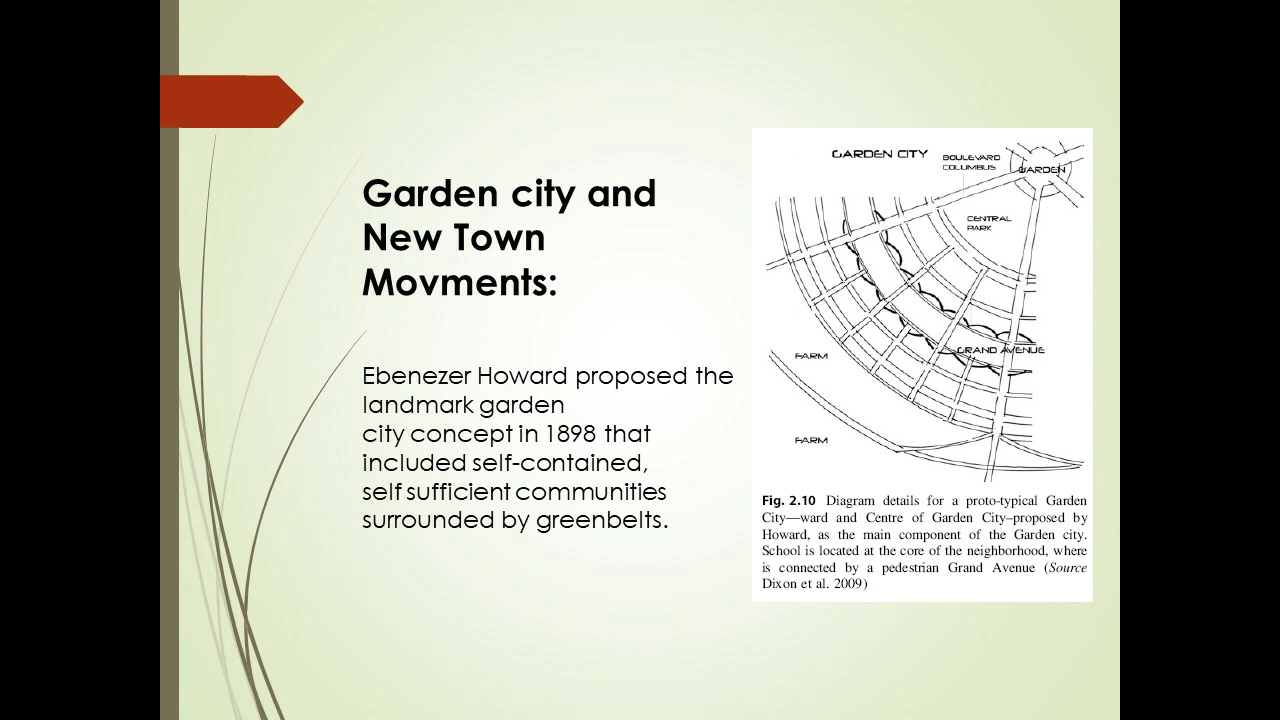 Garden city and
New Town
Movments:
Ebenezer Howard proposed the
landmark garden
city concept in 1898 that
included self-contained,
self sufficient communities
surrounded by greenbelts.
GARDEN CITY
BOULEVARD
COLUMBUS
GARDEN
CENTRAL
PARK
GRAND AVENUE
FARM
FARM
Fig. 2.10 Diagram details for a proto-typical Garden
City—ward and Centre of Garden City–proposed by
Howard, as the main component of the Garden city.
School is located at the core of the neighborhood, where
is connected by a pedestrian Grand Avenue (Source
Dixon et al. 2009)